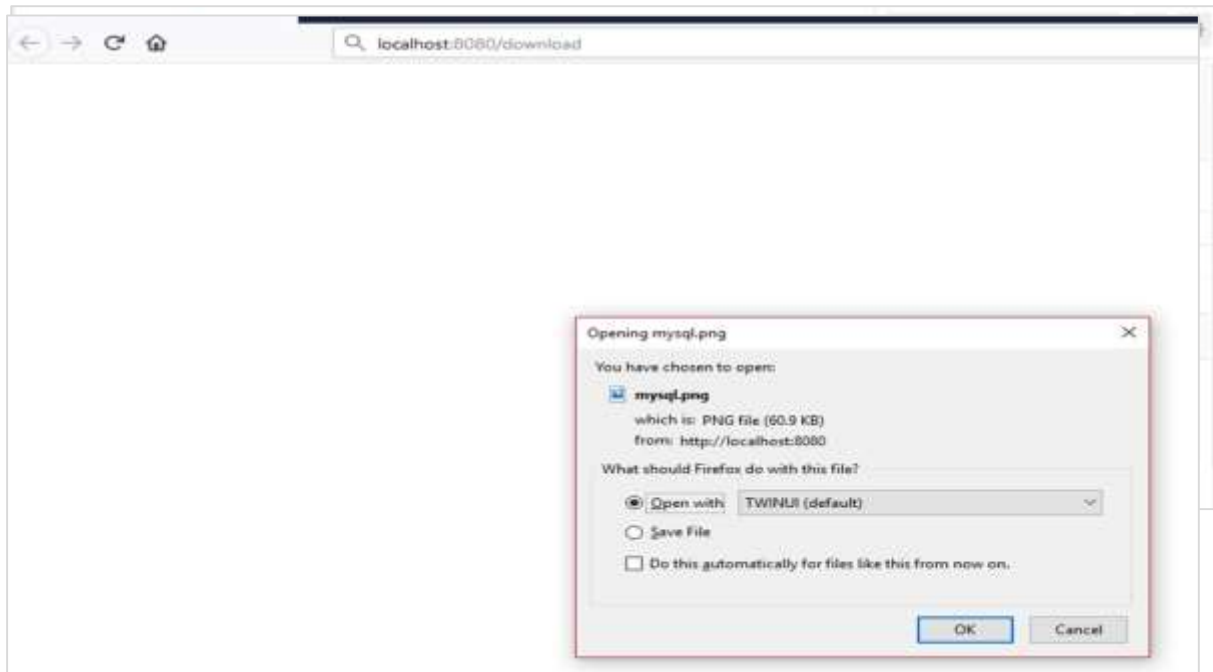 localhost:8080/download
Opening mysql.png
You have chosen to open:
mysql.png
which is: PNG file (60.9 KB)
from: http://localhost:8080
What should Firefox do with this file?
Open with TWINUI (default)
Save File
Do this automatically for files like this from now on.
OK Cancel